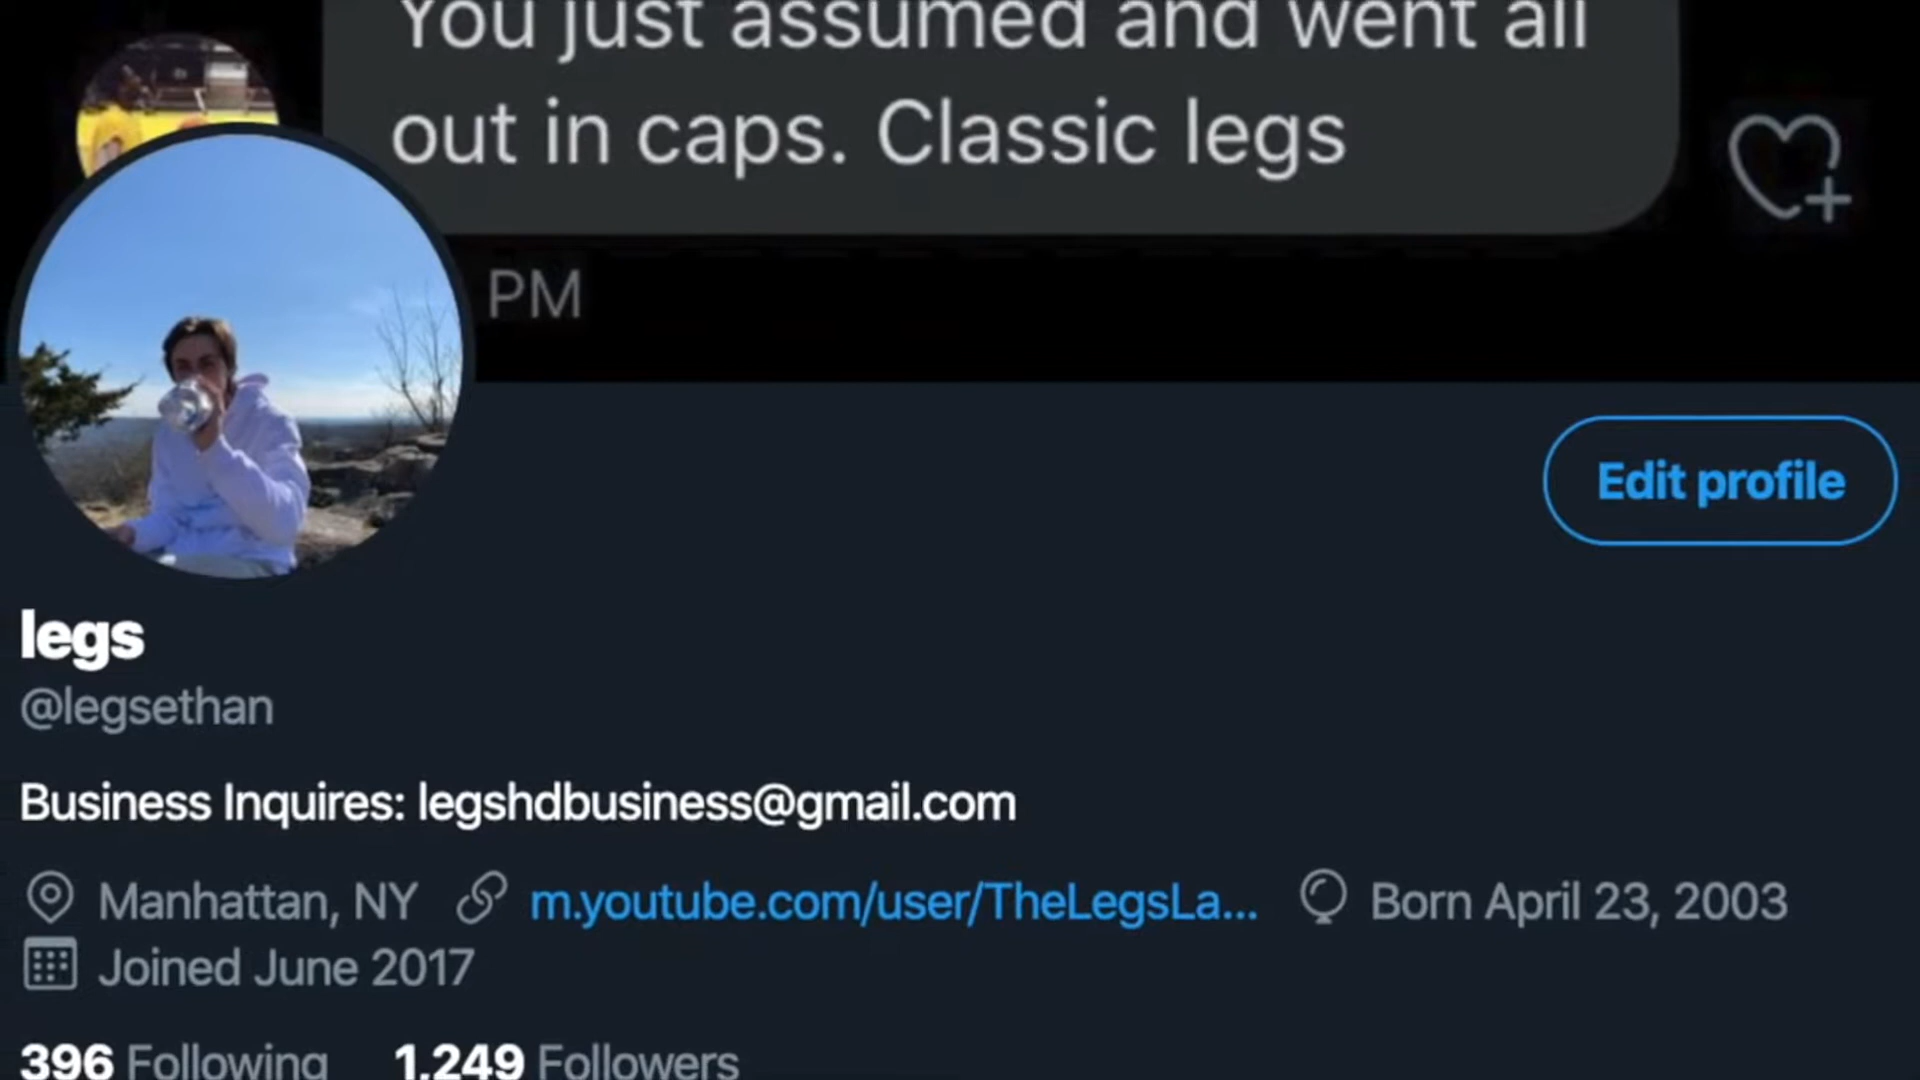 You just assumed and went all
out in caps. Classic legs
PM
Edit profile
legs
@legsethan
Business Inquires: legshdbusiness@gmail.com
Manhattan, NY m.youtube.com/user/TheLegsLa... Born April 23, 2003
Joined June 2017
396 Following 1,249 Followers